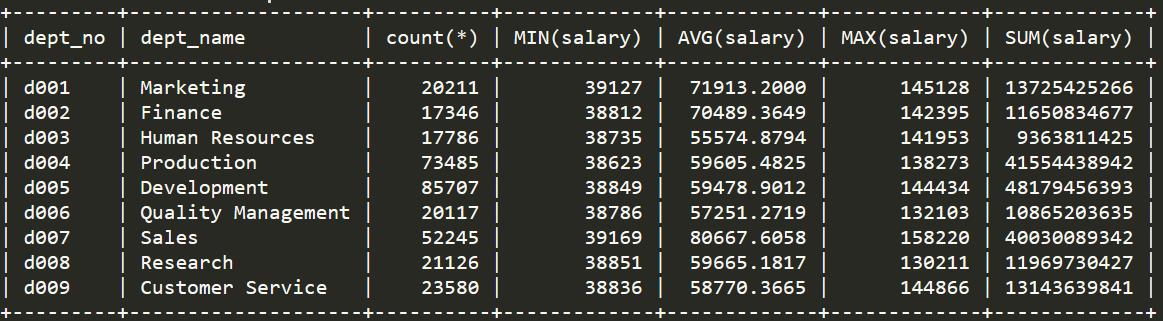 +---------+--------------------+----------+-------------+-------------+-------------+-------------+
| dept_no | dept_name          | count(*) | MIN(salary) | AVG(salary) | MAX(salary) | SUM(salary) |
+---------+--------------------+----------+-------------+-------------+-------------+-------------+
| d001    | Marketing          |    20211 |       39127 |  71913.2000 |      145128 | 13725425266 |
| d002    | Finance            |    17346 |       38812 |  70489.3649 |      142395 | 11650834677 |
| d003    | Human Resources    |    17786 |       38735 |  55574.8794 |      141953 |  9363811425 |
| d004    | Production         |    73485 |       38623 |  59605.4825 |      138273 | 41554438942 |
| d005    | Development        |    85707 |       38849 |  59478.9012 |      144434 | 48179456393 |
| d006    | Quality Management |    20117 |       38786 |  57251.2719 |      132103 | 10865203635 |
| d007    | Sales              |    52245 |       39169 |  80667.6058 |      158220 | 40030089342 |
| d008    | Research           |    21126 |       38851 |  59665.1817 |      130211 | 11969730427 |
| d009    | Customer Service   |    23580 |       38836 |  58770.3665 |      144866 | 13143639841 |
+---------+--------------------+----------+-------------+-------------+-------------+-------------+